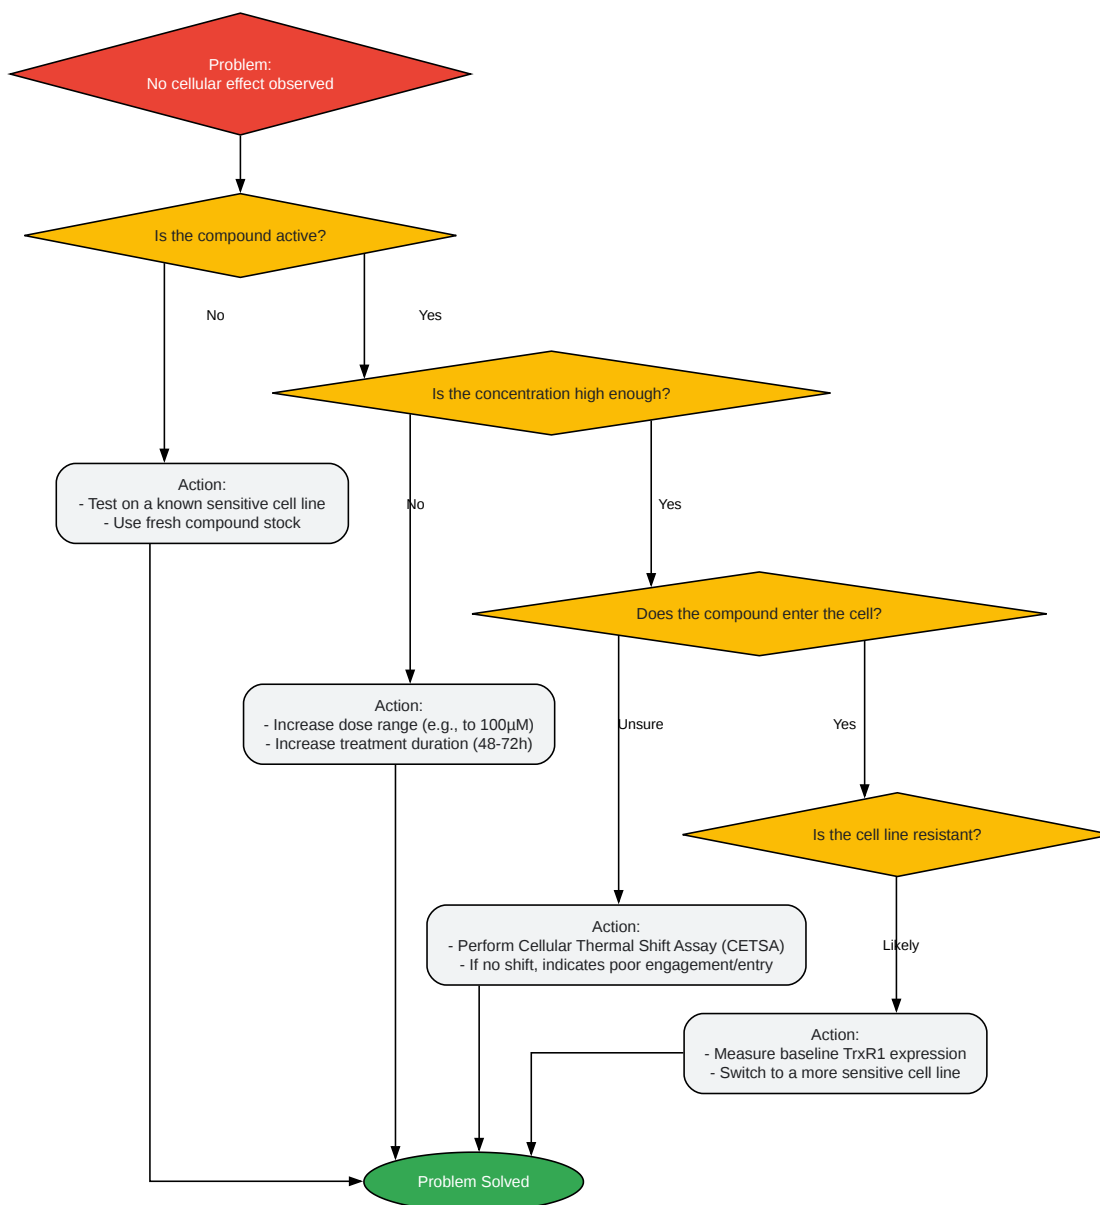 Problem:
No cellular effect observed
Is the compound active?
No
Yes
Is the concentration high enough?
Action:
- Test on a known sensitive cell line
- Use fresh compound stock
No
Yes
Does the compound enter the cell?
Action:
- Increase dose range (e.g., to 100µM)
- Increase treatment duration (48-72h)
Unsure
Yes
Is the cell line resistant?
Action:
- Perform Cellular Thermal Shift Assay (CETSA)
- If no shift, indicates poor engagement/entry
Likely
Action:
- Measure baseline TrxR1 expression
- Switch to a more sensitive cell line
Problem Solved